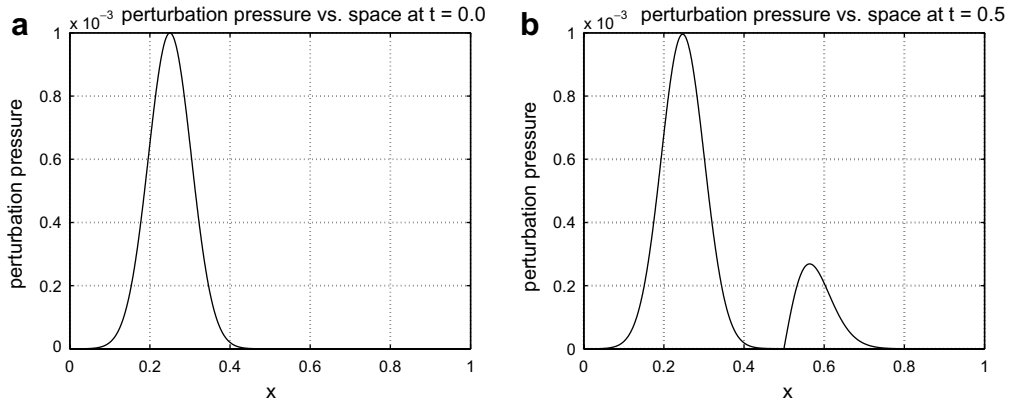 a
perturbation pressure vs. space at t = 0.0
x 10⁻³
1
0.8
0.6
0.4
0.2
0
perturbation pressure
0 0.2 0.4 0.6 0.8 1
x
b
perturbation pressure vs. space at t = 0.5
x 10⁻³
1
0.8
0.6
0.4
0.2
0
perturbation pressure
0 0.2 0.4 0.6 0.8 1
x